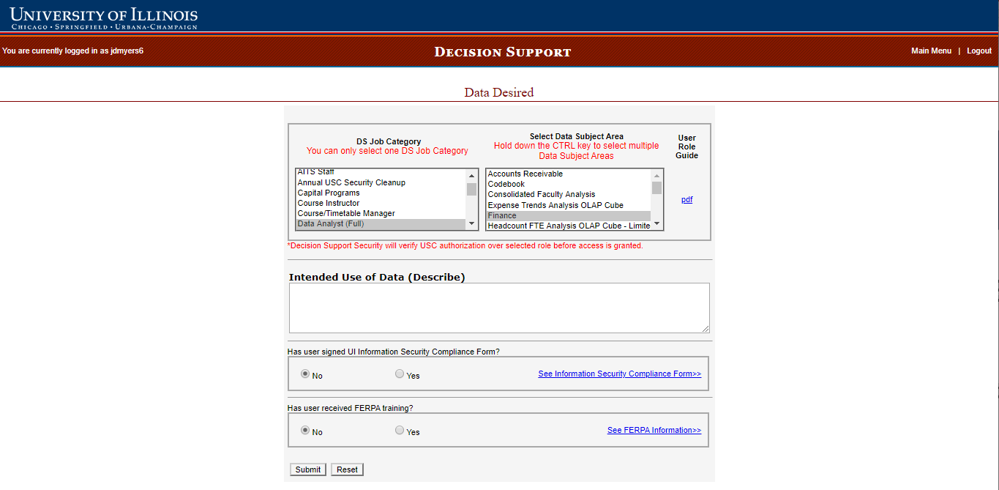 UNIVERSITY OF ILLINOIS
CHICAGO • SPRINGFIELD • URBANA-CHAMPAIGN
You are currently logged in as jdmyers6
DECISION SUPPORT
Main Menu | Logout
Data Desired
DS Job Category
You can only select one DS Job Category
Select Data Subject Area
Hold down the CTRL key to select multiple
Data Subject Areas
User
Role
Guide
AITS Staff
Annual USC Security Cleanup
Capital Programs
Course Instructor
Course/Timetable Manager
Data Analyst (Full)
Accounts Receivable
Codebook
Consolidated Faculty Analysis
Expense Trends Analysis OLAP Cube
Finance
Headcount FTE Analysis OLAP Cube - Limite
pdf
*Decision Support Security will verify USC authorization over selected role before access is granted.
Intended Use of Data (Describe)
Has user signed UI Information Security Compliance Form?
No Yes See Information Security Compliance Form>>
Has user received FERPA training?
No Yes See FERPA Information>>
Submit Reset